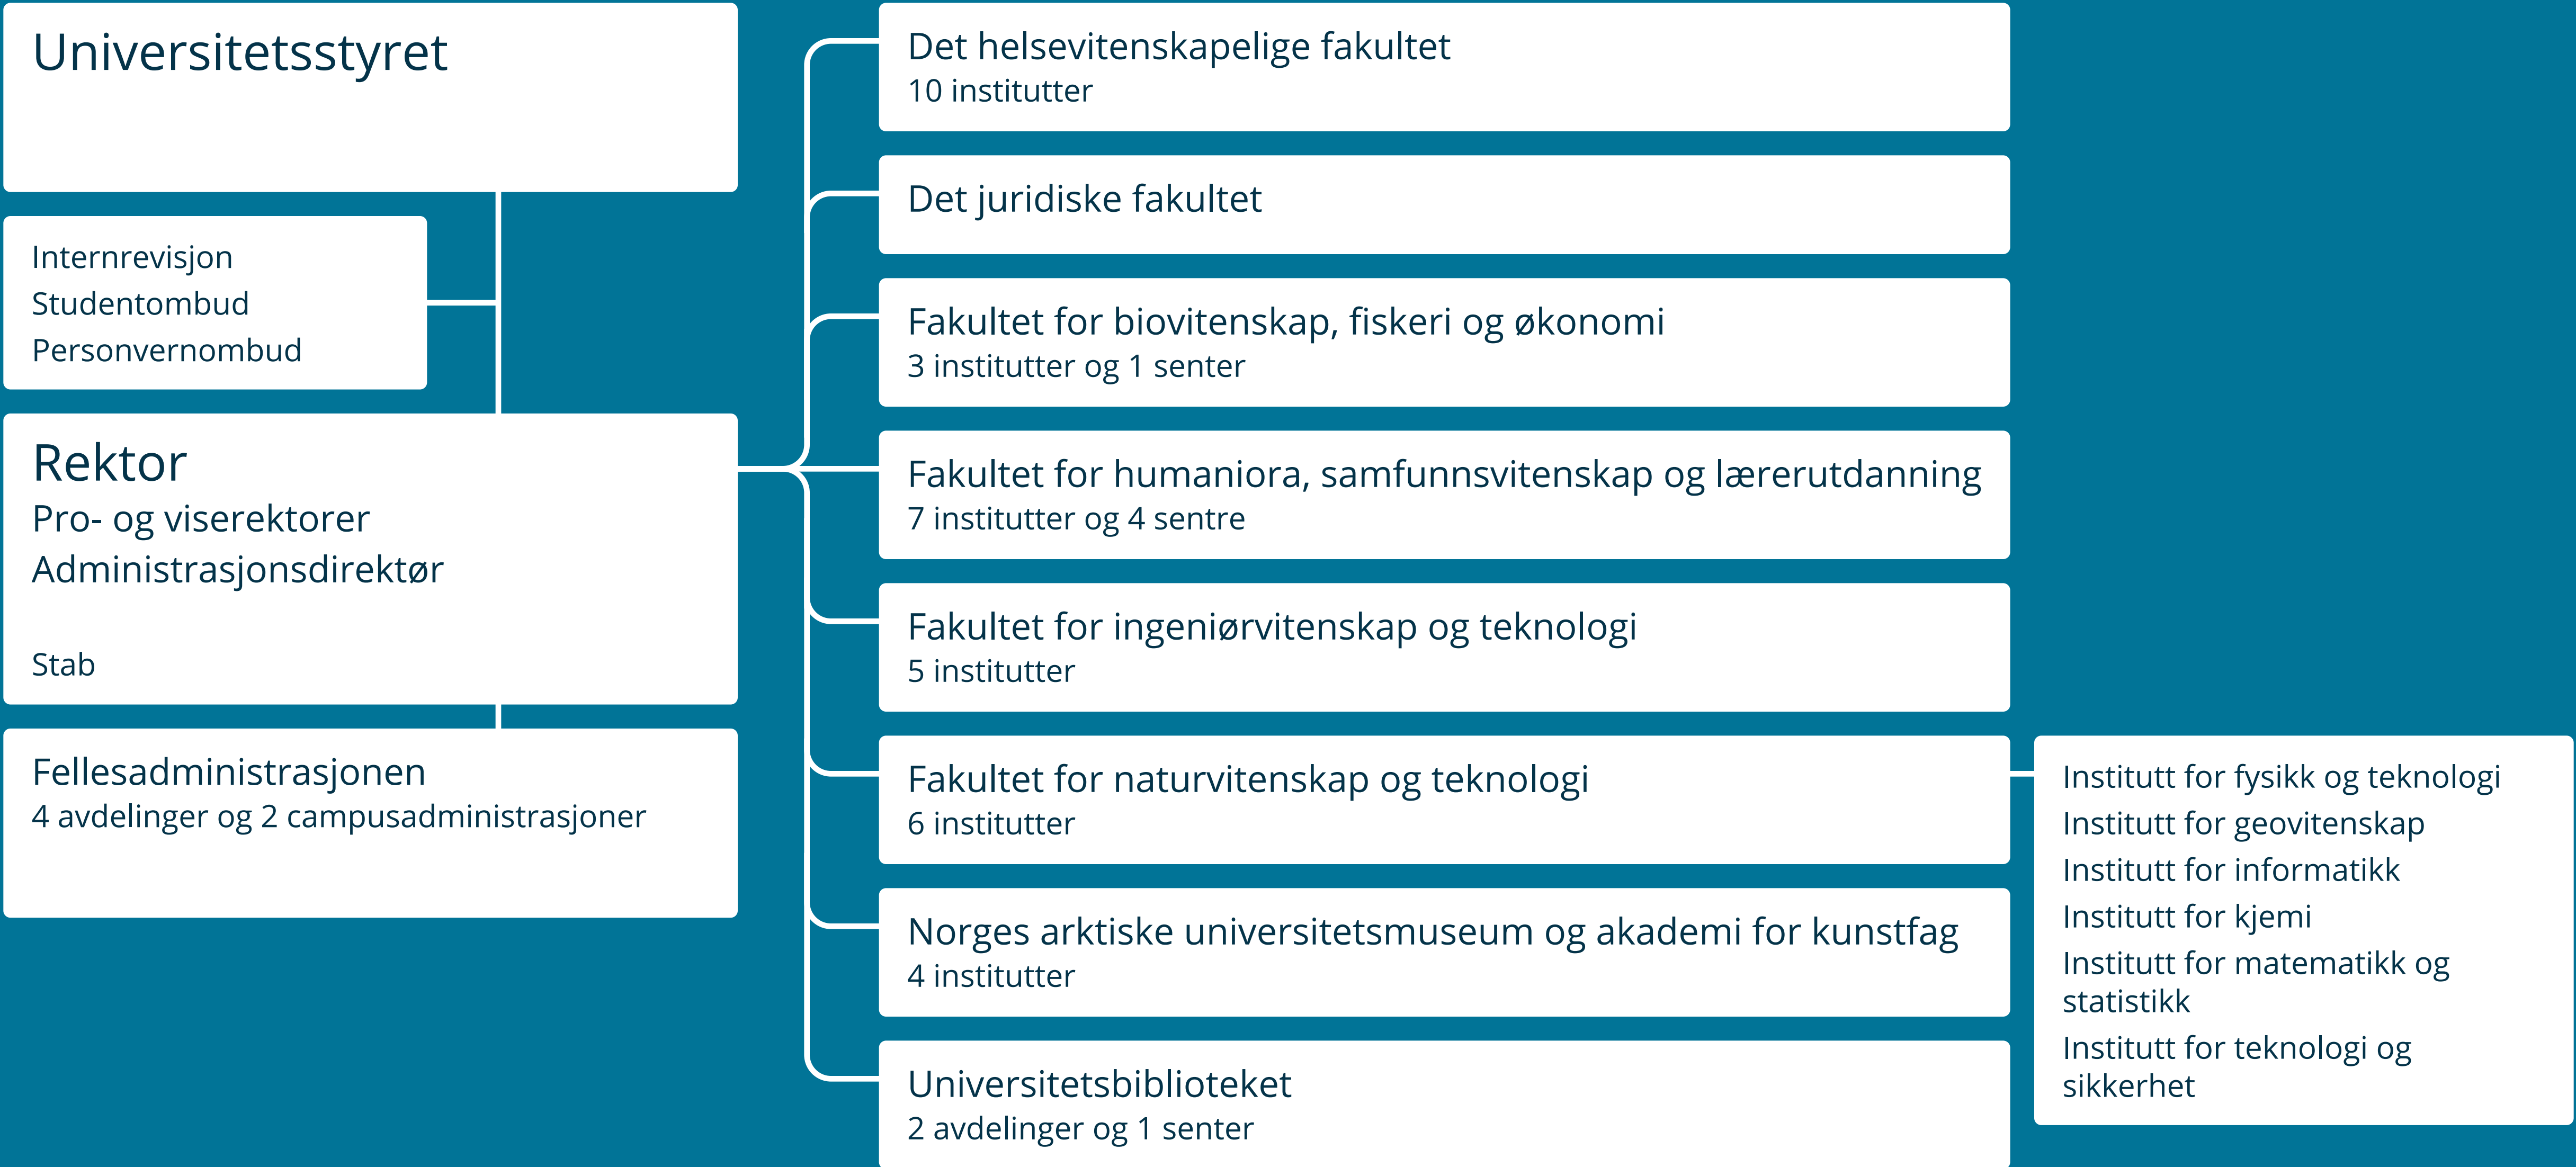 Universitetsstyret
Internrevisjon
Studentombud
Personvernombud
Rektor
Pro- og viserektorer
Administrasjonsdirektør
Stab
Fellesadministrasjonen
4 avdelinger og 2 campusadministrasjoner
Det helsevitenskapelige fakultet
10 institutter
Det juridiske fakultet
Fakultet for biovitenskap, fiskeri og økonomi
3 institutter og 1 senter
Fakultet for humaniora, samfunnsvitenskap og lærerutdanning
7 institutter og 4 sentre
Fakultet for ingeniørvitenskap og teknologi
5 institutter
Fakultet for naturvitenskap og teknologi
6 institutter
Norges arktiske universitetsmuseum og akademi for kunstfag
4 institutter
Universitetsbiblioteket
2 avdelinger og 1 senter
Institutt for fysikk og teknologi
Institutt for geovitenskap
Institutt for informatikk
Institutt for kjemi
Institutt for matematikk og
statistikk
Institutt for teknologi og
sikkerhet